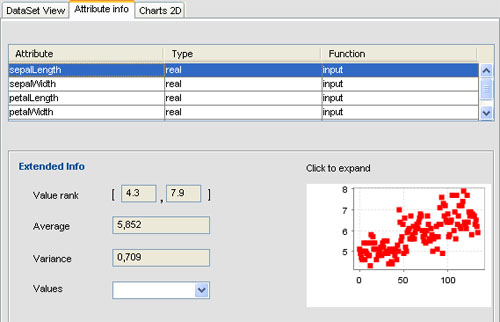 DataSet View Attribute info Charts 2D
Attribute Type Function
sepalLength real input
sepalWidth real input
petalLength real input
petalWidth real input
Extended Info
Click to expand
Value rank [ 4.3 , 7.9 ]
Average 5,852
Variance 0,709
Values
8
7
6
5
0 50 100